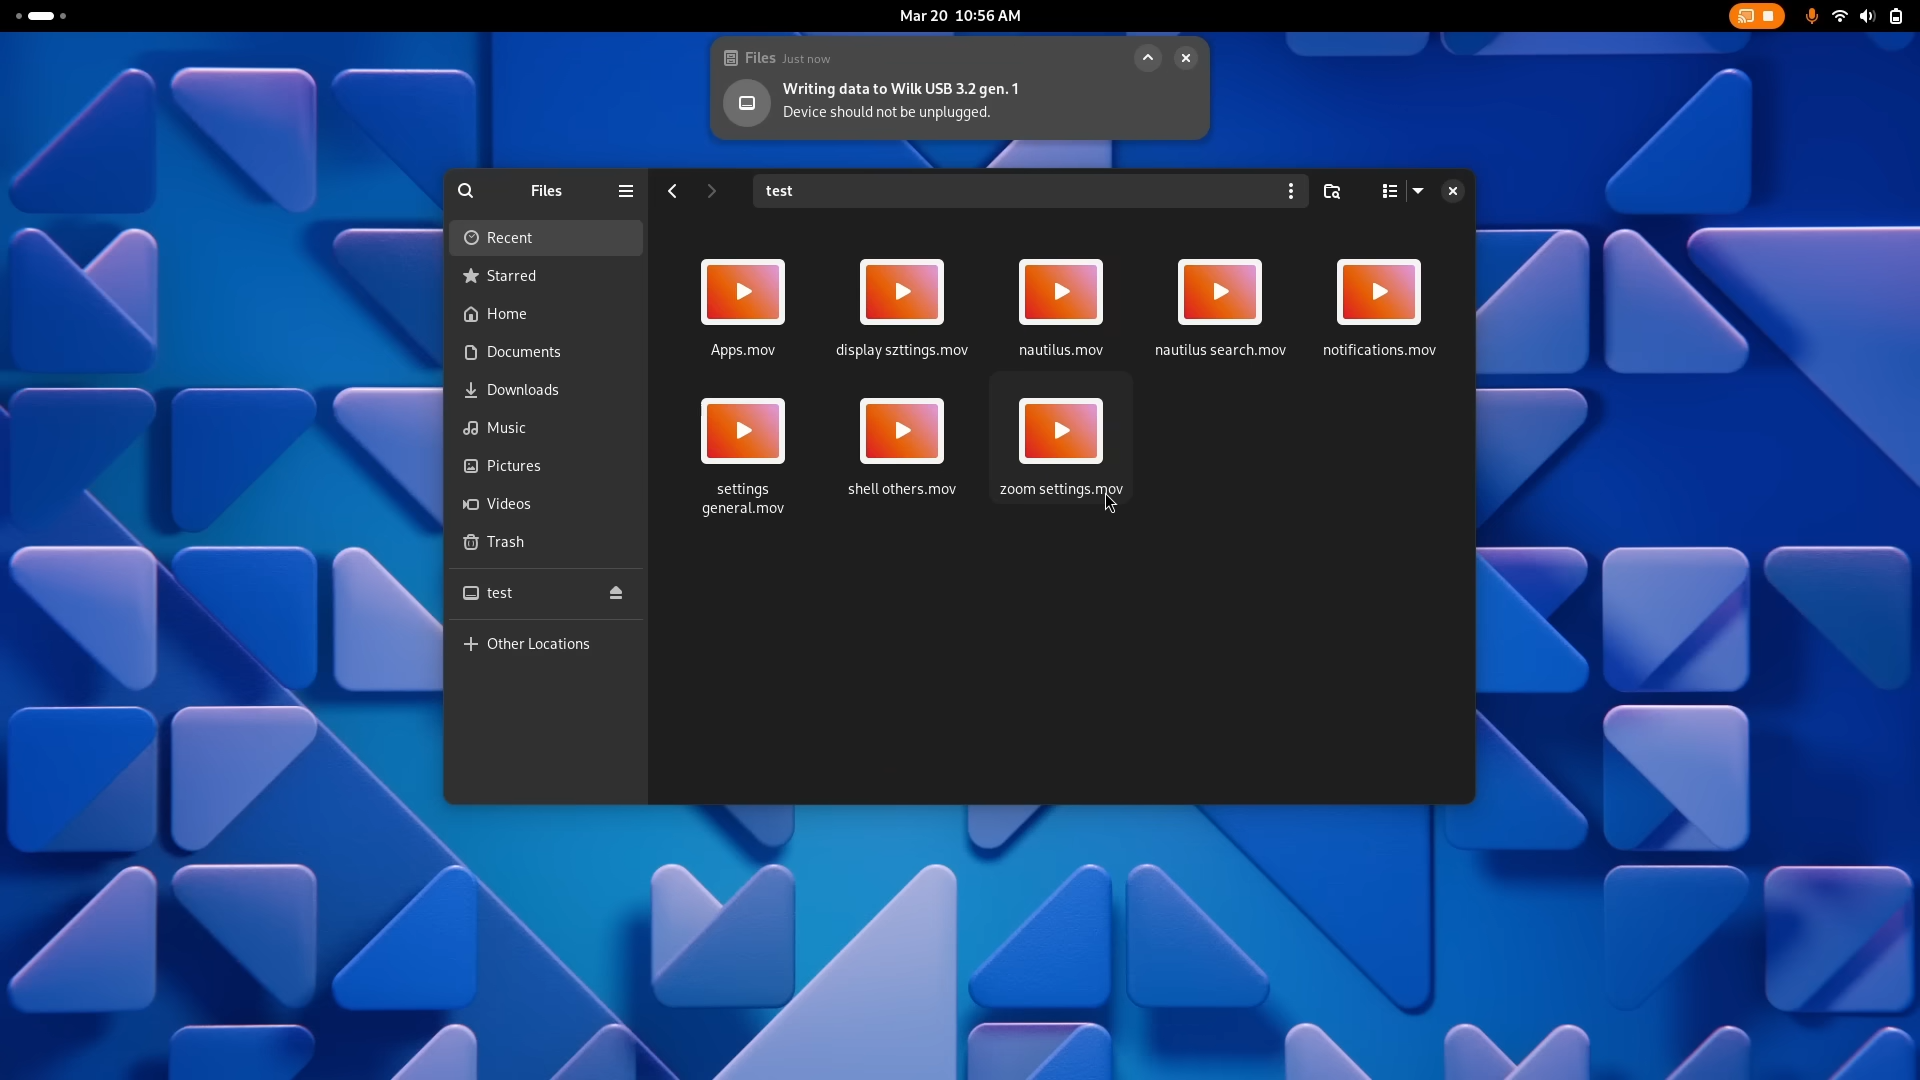 Mar 20 10:56 AM
Files Just now
Writing data to Wilk USB 3.2 gen. 1
Device should not be unplugged.
Files
test
Recent
Starred
Home
Documents
Downloads
Music
Pictures
Videos
Trash
test
Other Locations
Apps.mov
display szttings.mov
nautilus.mov
nautilus search.mov
notifications.mov
settings
general.mov
shell others.mov
zoom settings.mov